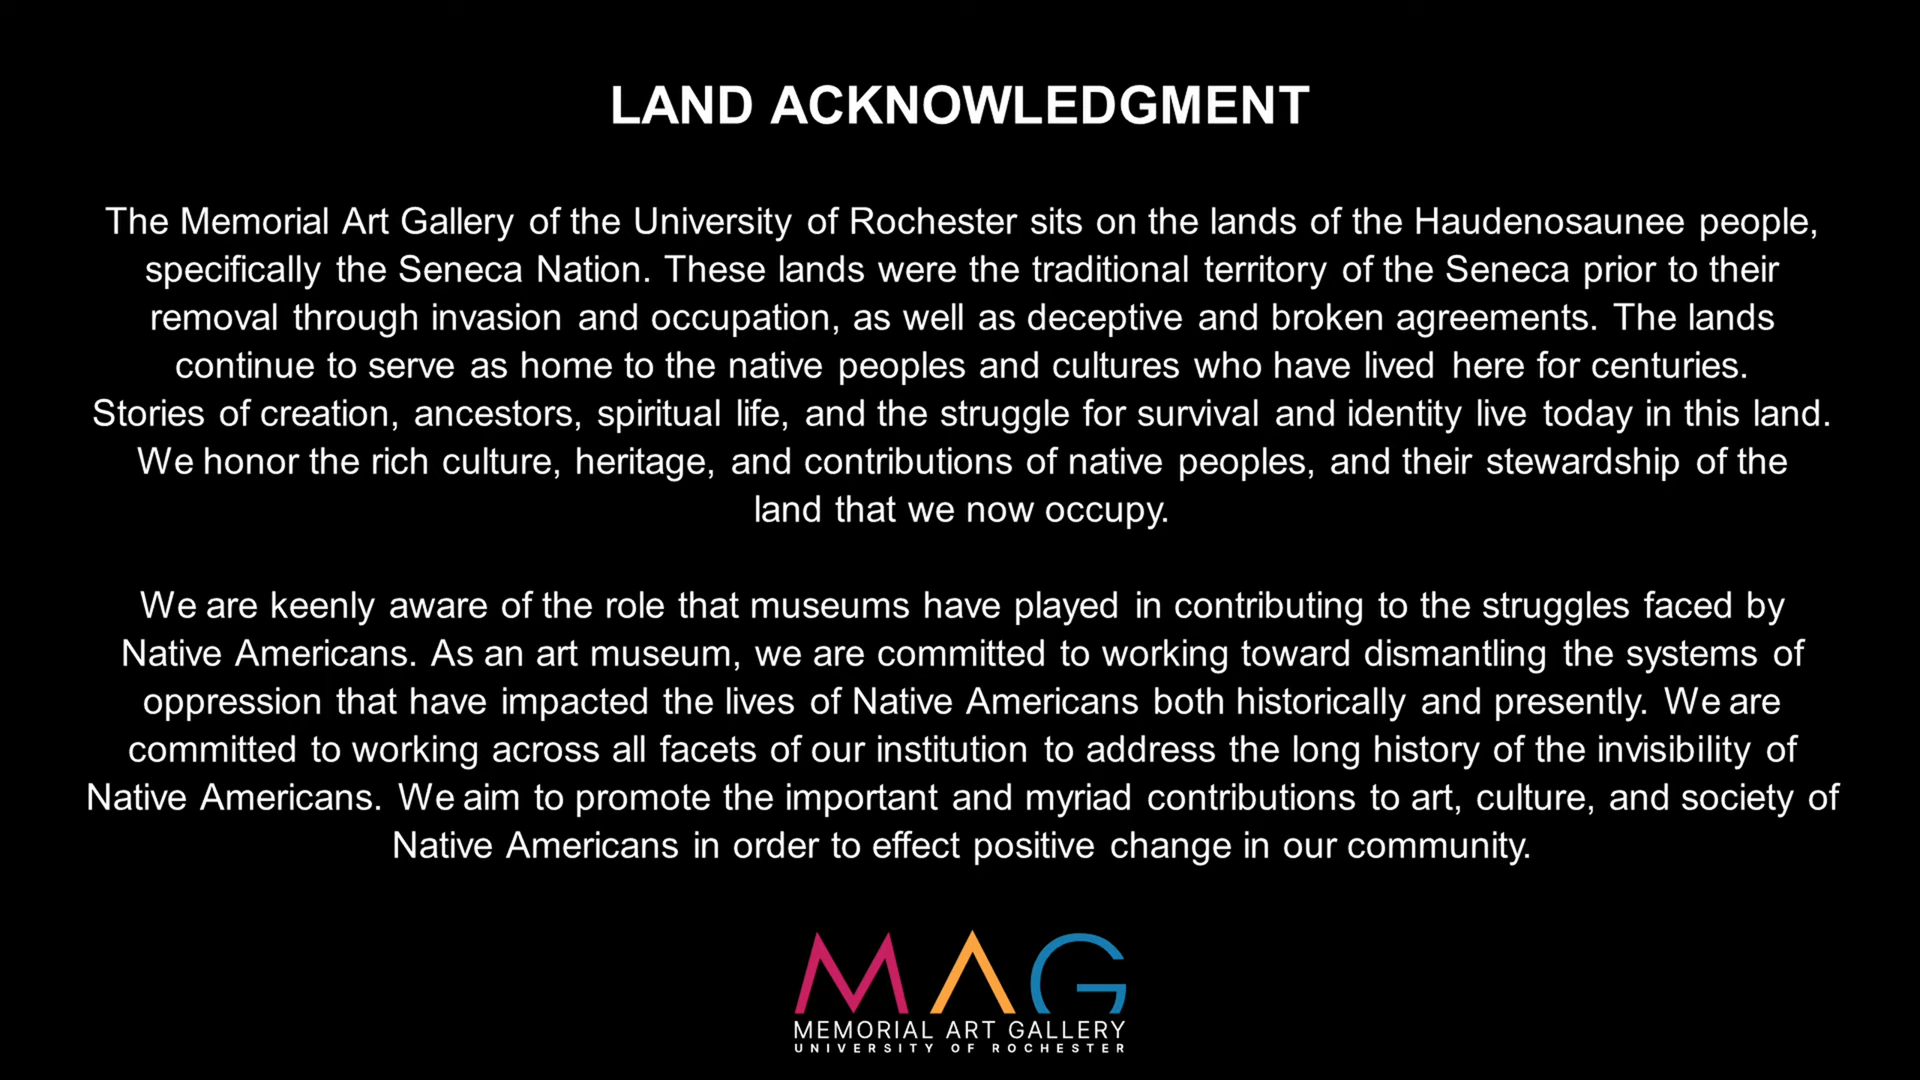 LAND ACKNOWLEDGMENT
The Memorial Art Gallery of the University of Rochester sits on the lands of the Haudenosaunee people,
specifically the Seneca Nation. These lands were the traditional territory of the Seneca prior to their
removal through invasion and occupation, as well as deceptive and broken agreements. The lands
continue to serve as home to the native peoples and cultures who have lived here for centuries.
Stories of creation, ancestors, spiritual life, and the struggle for survival and identity live today in this land.
We honor the rich culture, heritage, and contributions of native peoples, and their stewardship of the
land that we now occupy.
We are keenly aware of the role that museums have played in contributing to the struggles faced by
Native Americans. As an art museum, we are committed to working toward dismantling the systems of
oppression that have impacted the lives of Native Americans both historically and presently. We are
committed to working across all facets of our institution to address the long history of the invisibility of
Native Americans. We aim to promote the important and myriad contributions to art, culture, and society of
Native Americans in order to effect positive change in our community.
MAG
MEMORIAL ART GALLERY
UNIVERSITY OF ROCHESTER